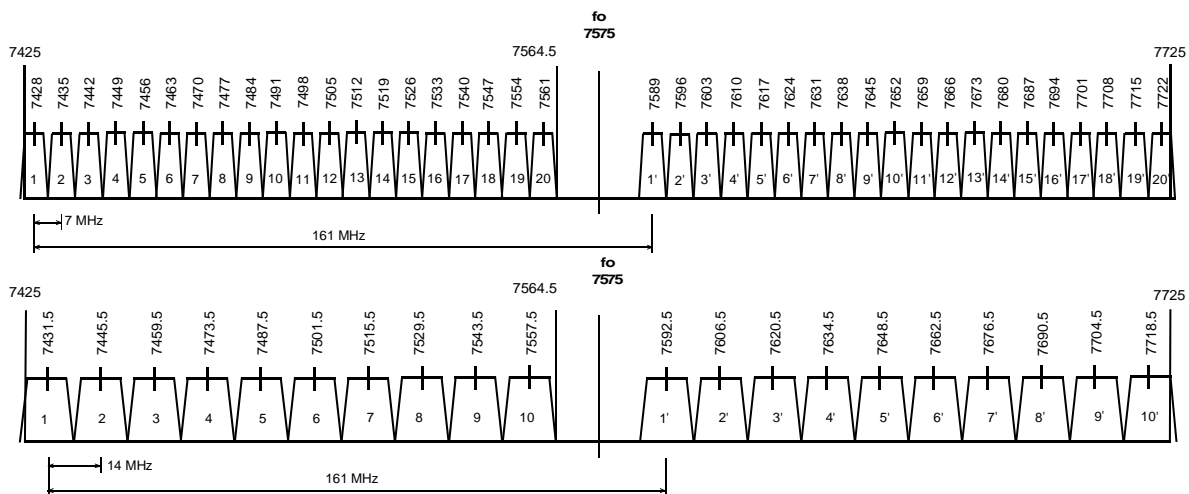 fo
7575
7425 7564.5 7725
7428 7435 7442 7449 7456 7463 7470 7477 7484 7491 7498 7505 7512 7519 7526 7533 7540 7547 7554 7561 7589 7596 7603 7610 7617 7624 7631 7638 7645 7652 7659 7666 7673 7680 7687 7694 7701 7708 7715 7722
1 2 3 4 5 6 7 8 9 10 11 12 13 14 15 16 17 18 19 20 1' 2' 3' 4' 5' 6' 7' 8' 9' 10' 11' 12' 13' 14' 15' 16' 17' 18' 19' 20'
7 MHz
161 MHz
fo
7575
7425 7564.5 7725
7431.5 7445.5 7459.5 7473.5 7487.5 7501.5 7515.5 7529.5 7543.5 7557.5 7592.5 7606.5 7620.5 7634.5 7648.5 7662.5 7676.5 7690.5 7704.5 7718.5
1 2 3 4 5 6 7 8 9 10 1' 2' 3' 4' 5' 6' 7' 8' 9' 10'
14 MHz
161 MHz